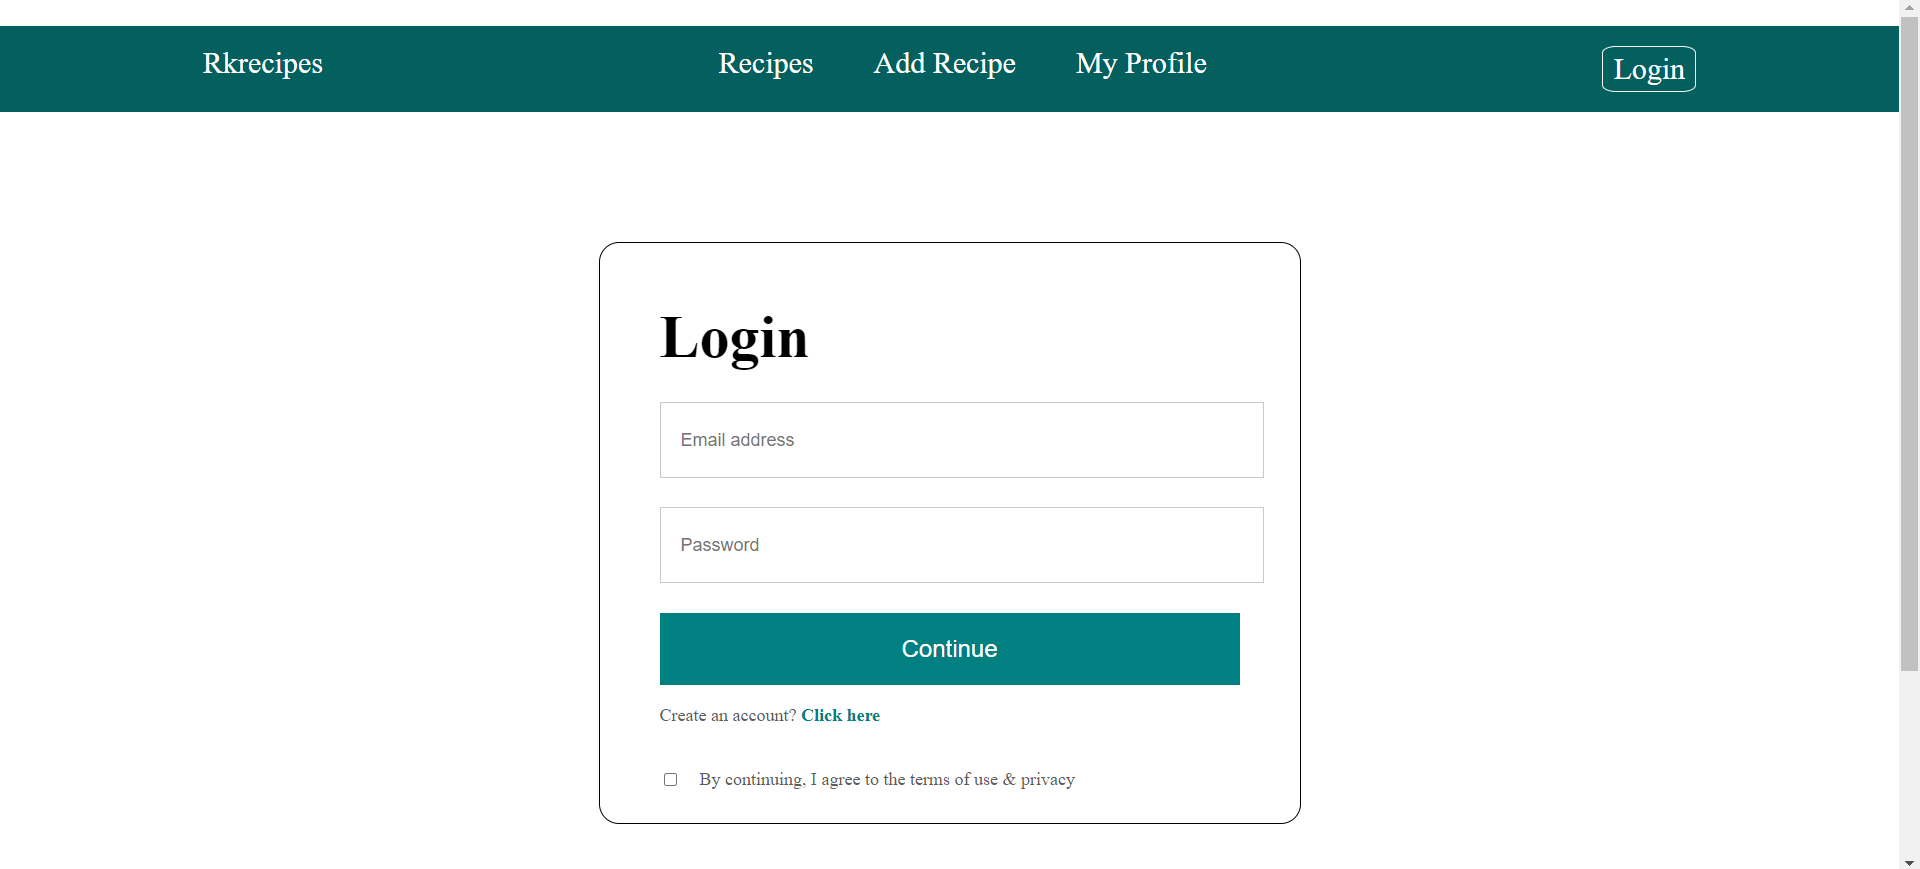 Rkrecipes Recipes Add Recipe My Profile Login
Login
Email address
Password
Continue
Create an account? Click here
By continuing, I agree to the terms of use & privacy